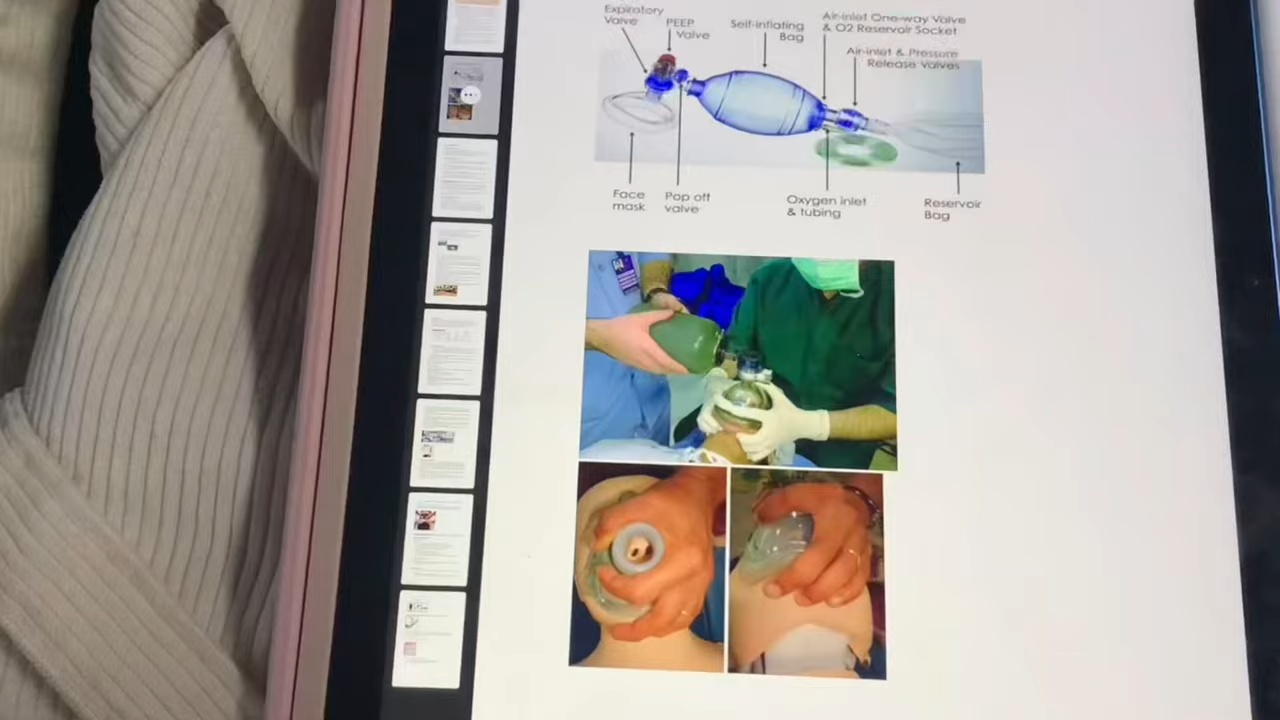 Expiratory
Valve
PEEP
Valve
Self-inflating
Bag
Air-inlet One-way Valve
& O2 Reservoir Socket
Air-inlet & Pressure
Release Valves
Face
mask
Pop off
valve
Oxygen inlet
& tubing
Reservoir
Bag